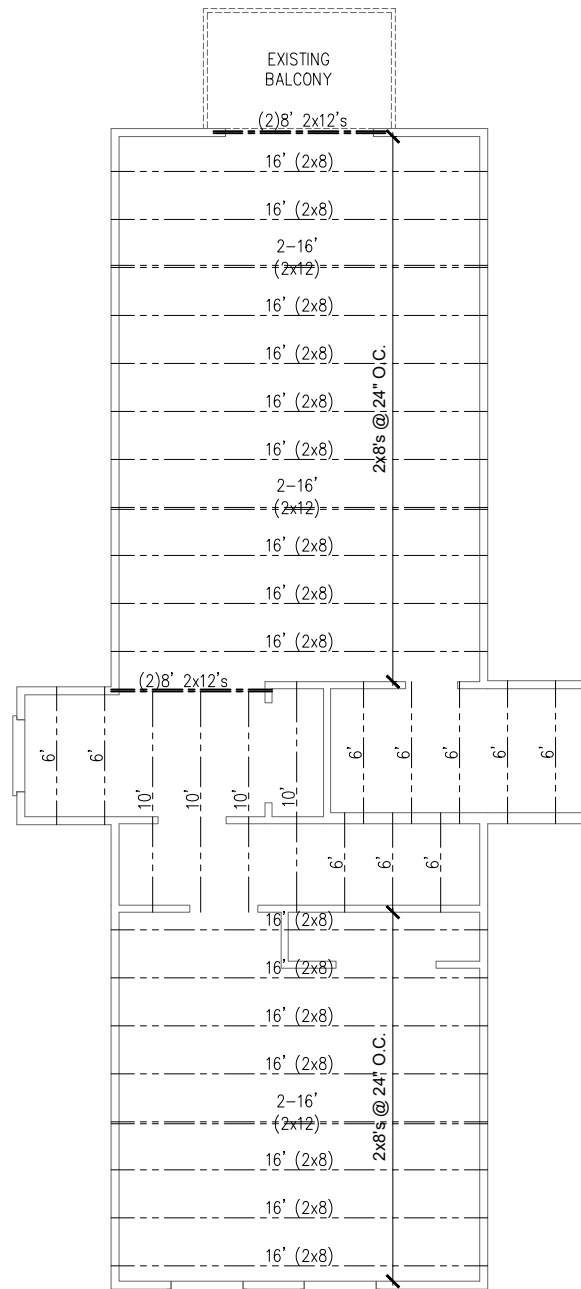 EXISTING
BALCONY
(2)8' 2x12's
16' (2x8)
16' (2x8)
2-16'
(2x12)
16' (2x8)
16' (2x8)
16' (2x8)
16' (2x8)
2x8's @ 24" O.C.
2-16'
(2x12)
16' (2x8)
16' (2x8)
16' (2x8)
(2)8' 2x12's
6'
6'
10'
10'
10'
10'
6'
6'
6'
6'
6'
6'
6'
6'
16' (2x8)
16' (2x8)
16' (2x8)
16' (2x8)
2-16'
(2x12)
2x8's @ 24" O.C.
16' (2x8)
16' (2x8)
16' (2x8)